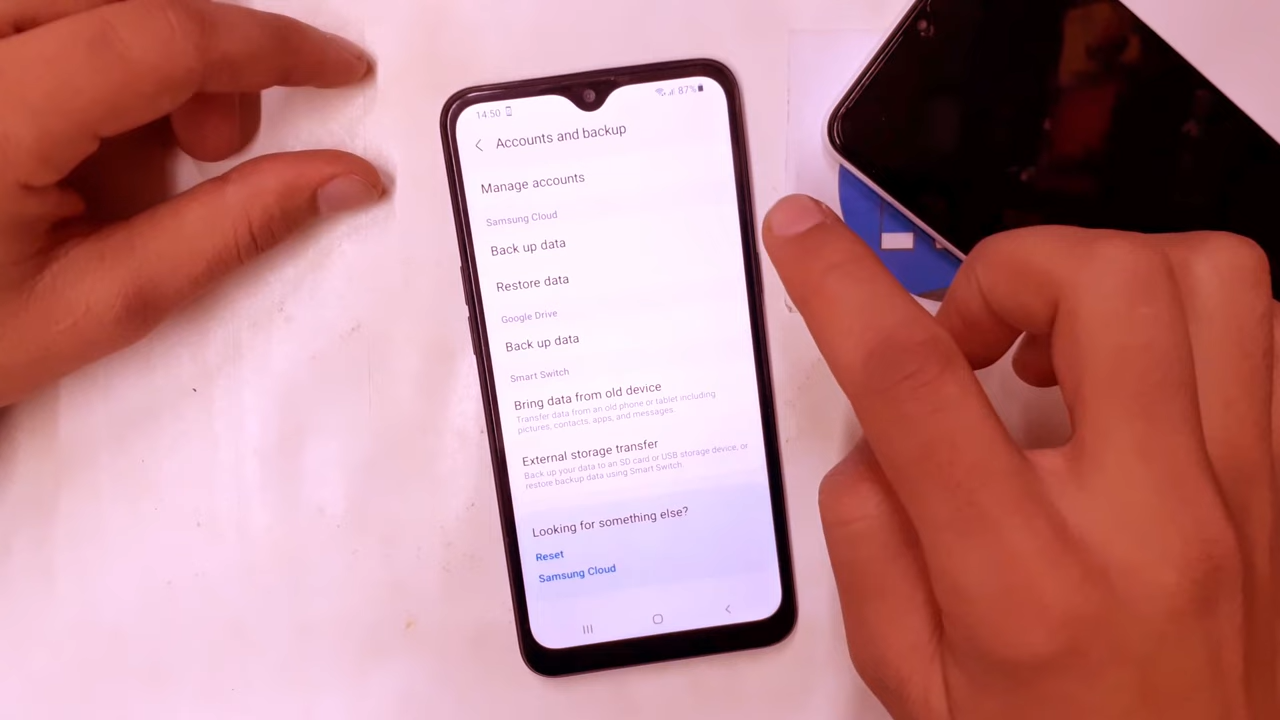 14:50 87%
Accounts and backup
Manage accounts
Samsung Cloud
Back up data
Restore data
Google Drive
Back up data
Smart Switch
Bring data from old device
Transfer data from an old phone or tablet including
pictures, contacts, apps, and messages.
External storage transfer
Back up your data to an SD card or USB storage device, or
restore backup data using Smart Switch.
Looking for something else?
Reset
Samsung Cloud